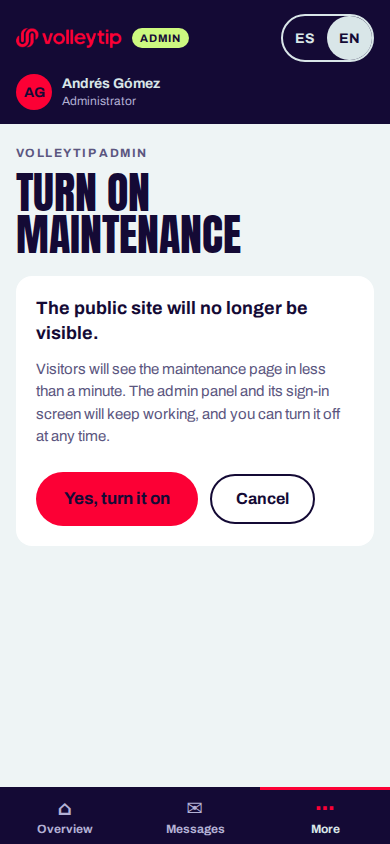 volleytip ADMIN ES EN
AG Andrés Gómez
Administrator
VOLLEYTIP ADMIN
TURN ON
MAINTENANCE
The public site will no longer be
visible.
Visitors will see the maintenance page in less
than a minute. The admin panel and its sign-in
screen will keep working, and you can turn it off
at any time.
Yes, turn it on Cancel
Overview Messages More